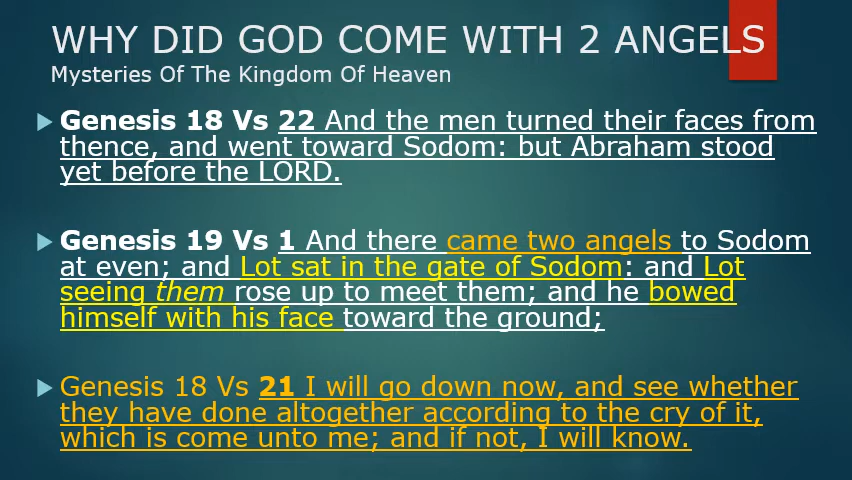 WHY DID GOD COME WITH 2 ANGELS
Mysteries Of The Kingdom Of Heaven
Genesis 18 Vs 22 And the men turned their faces from
thence, and went toward Sodom: but Abraham stood
yet before the LORD.
Genesis 19 Vs 1 And there came two angels to Sodom
at even; and Lot sat in the gate of Sodom: and Lot
seeing them rose up to meet them; and he bowed
himself with his face toward the ground;
Genesis 18 Vs 21 I will go down now, and see whether
they have done altogether according to the cry of it,
which is come unto me; and if not, I will know.